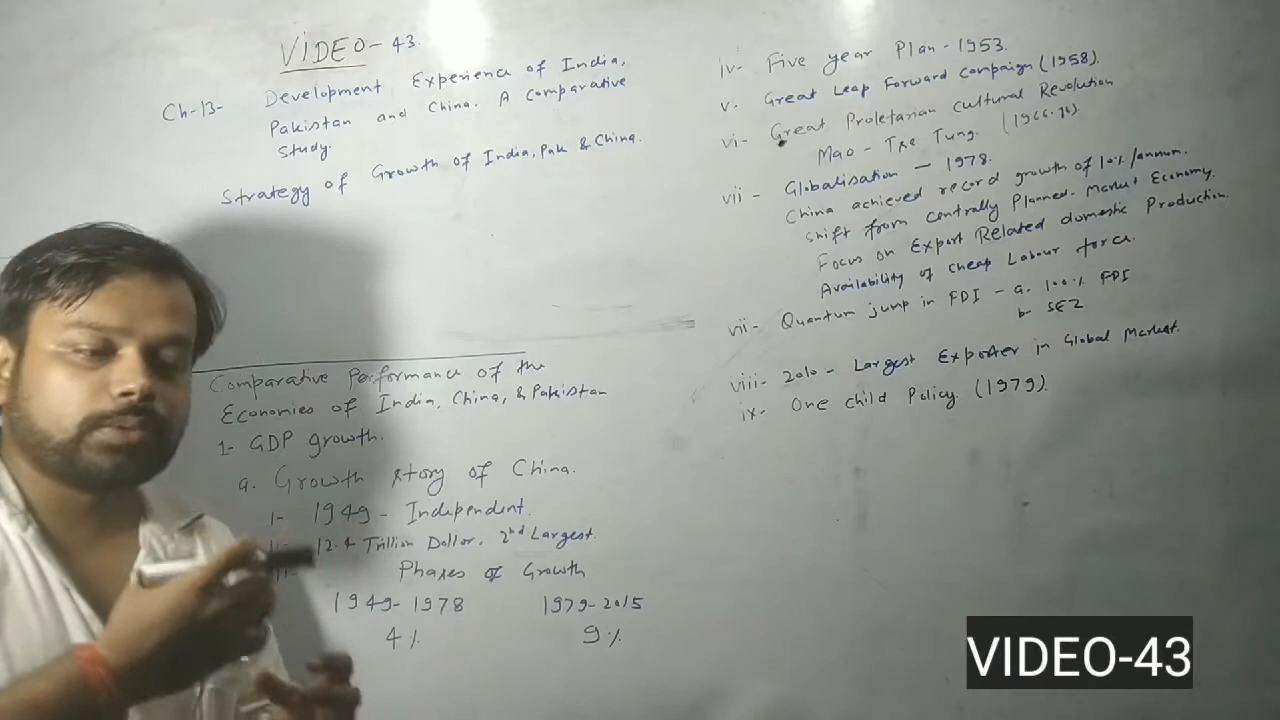 VIDEO - 43.
Ch-13- Development Experience of India,
Pakistan and China. A comparative
Study.
Strategy of Growth of India, Pak & China.
Comparative Performance of the
Economies of India, China, & Pakistan
1- GDP growth.
a. Growth story of China.
1- 1949 - Independent.
12.4 Trillion Dollor. 2nd Largest.
Phases of Growth
1949-1978 1979-2015
4% 9%
iv- Five year Plan - 1953.
v. Great Leap Forward Campaign (1958).
vi- Great Proletarian Cultural Revolution
Mao - Tse Tung. (1966-76).
vii- Globalisation - 1978.
China achieved record growth of 10% /annum.
shift from centrally Planned - Market Economy.
Focus on Export Related domestic Production.
Availability of cheap Labour force.
vii- Quantum jump in FDI - a. 100% FDI
b- SEZ
viii- 2010 - Largest Exporter in Global Market.
ix- One child Policy. (1979).
VIDEO-43